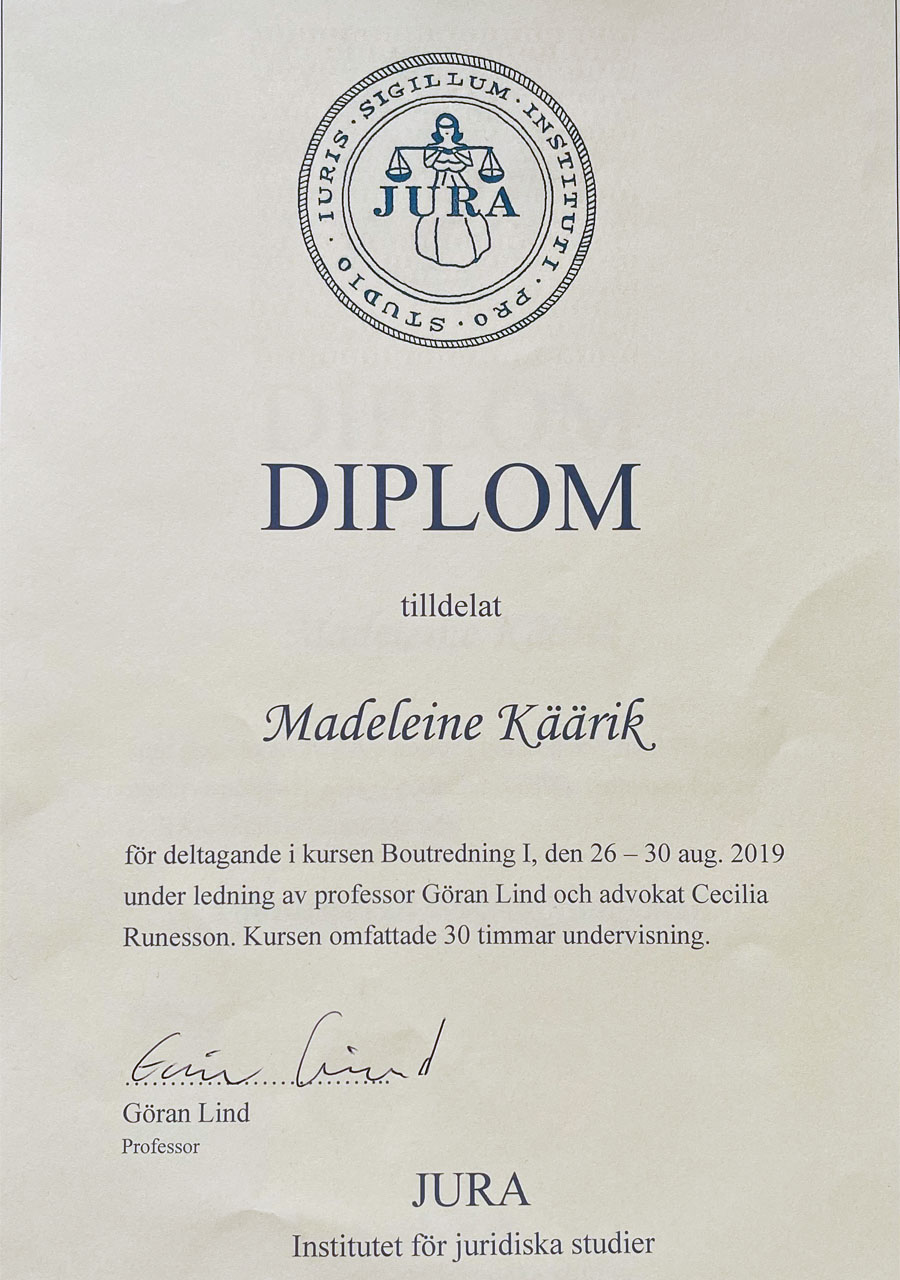 · IURIS · SIGILLUM · INSTITUTI · PRO · STUDIO
JURA
DIPLOM
tilldelat
Madeleine Käärik
för deltagande i kursen Boutredning I, den 26 – 30 aug. 2019
under ledning av professor Göran Lind och advokat Cecilia
Runesson. Kursen omfattade 30 timmar undervisning.
Göran Lind
Göran Lind
Professor
JURA
Institutet för juridiska studier